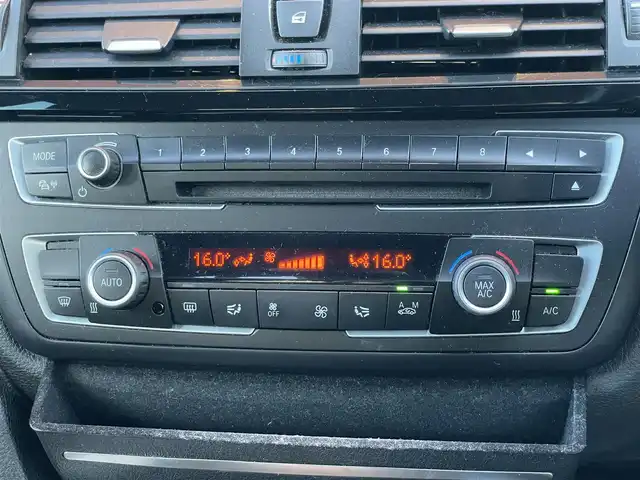 MODE 1 2 3 4 5 6 7 8
16.0° 16.0°
AUTO MAX A/C
OFF A M A/C